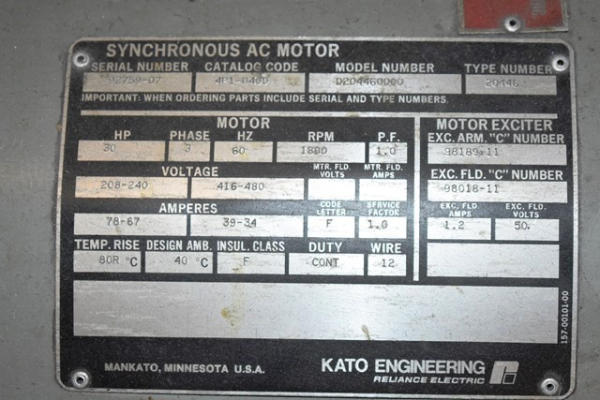 SYNCHRONOUS AC MOTOR
SERIAL NUMBER CATALOG CODE MODEL NUMBER TYPE NUMBER
92750-07 4P1-0400 D204460000 20446
IMPORTANT: WHEN ORDERING PARTS INCLUDE SERIAL AND TYPE NUMBERS.
MOTOR
HP PHASE HZ RPM P.F.
30 3 60 1800 1.0
VOLTAGE MTR. FLD. VOLTS MTR. FLD. AMPS
208-240 416-480
AMPERES CODE LETTER SERVICE FACTOR
78-67 39-34 F 1.0
TEMP. RISE DESIGN AMB. INSUL. CLASS DUTY WIRE
80R °C 40 °C F CONT 12
MOTOR EXCITER
EXC. ARM. "C" NUMBER
98189-11
EXC. FLD. "C" NUMBER
98018-11
EXC. FLD. AMPS EXC. FLD. VOLTS
1.2 50.
157-00101-00
MANKATO, MINNESOTA U.S.A. KATO ENGINEERING
RELIANCE ELECTRIC